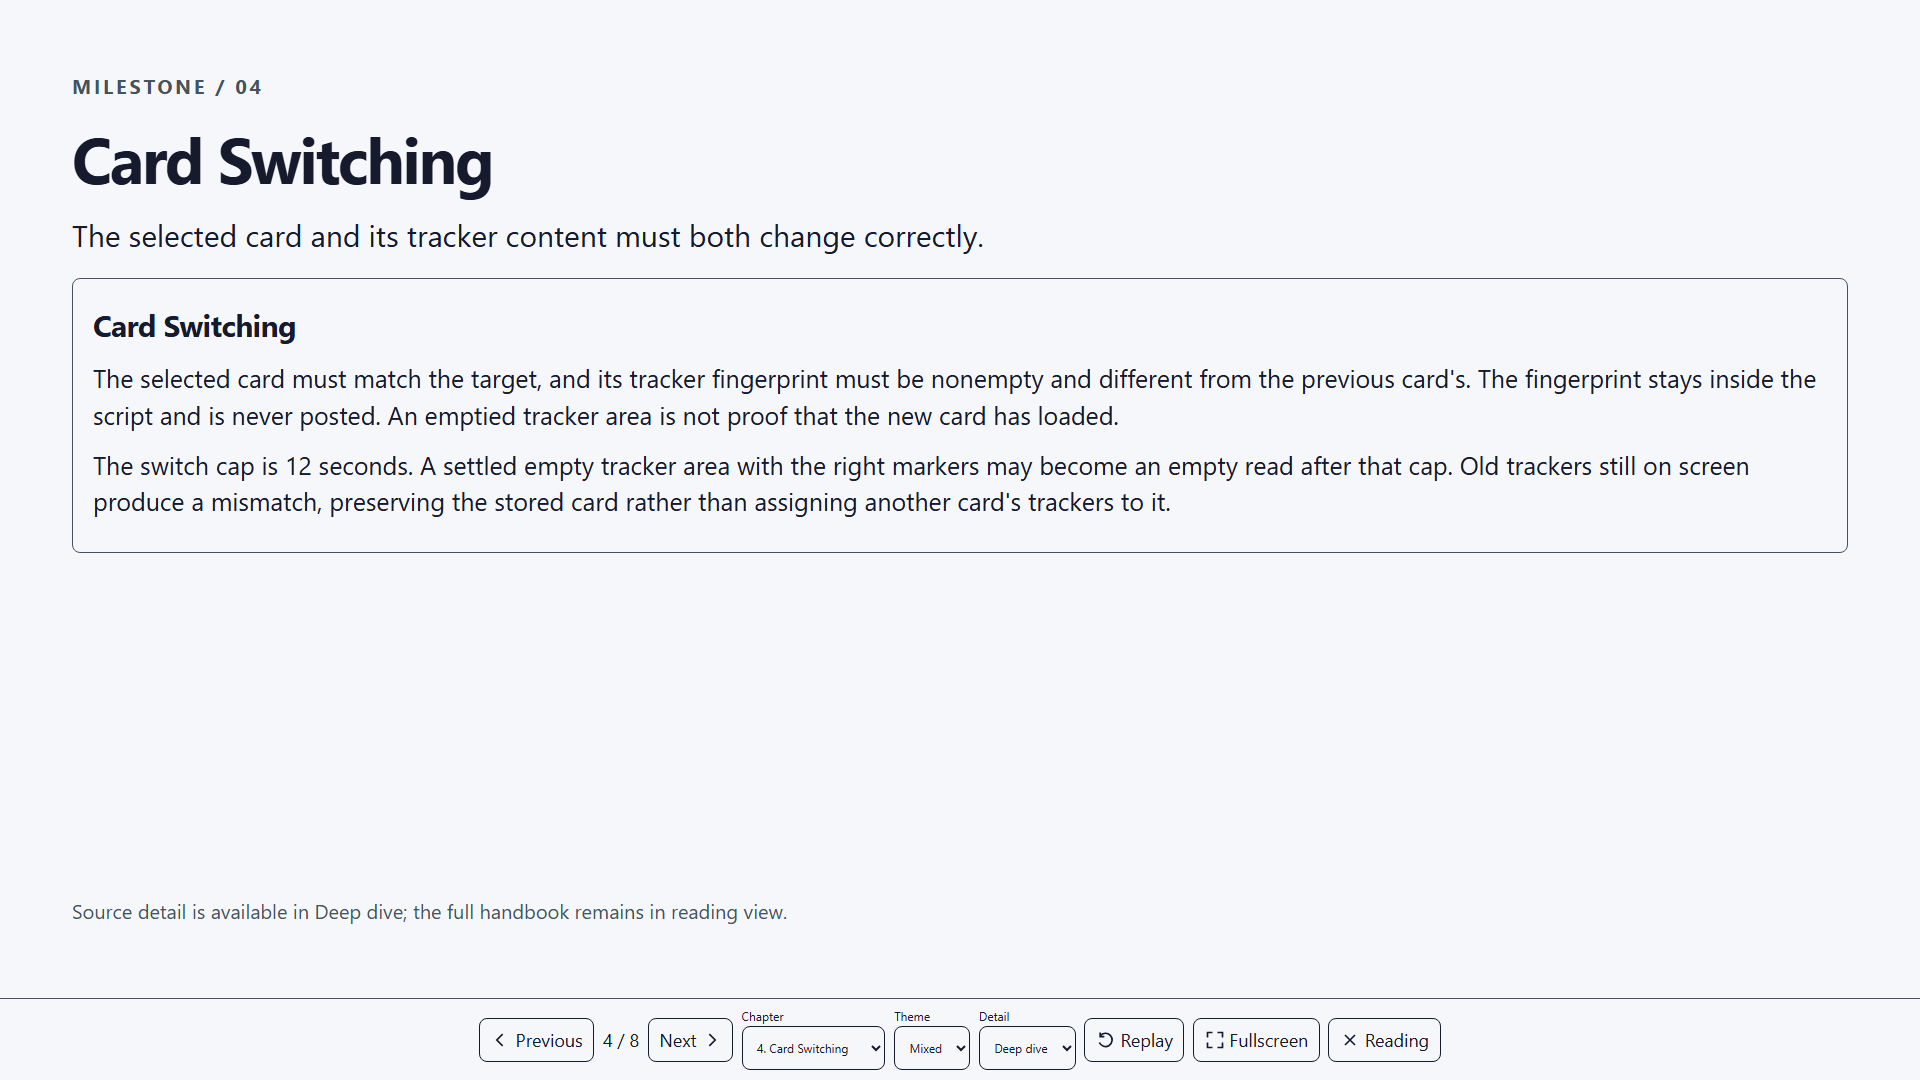 MILESTONE / 04
Card Switching
The selected card and its tracker content must both change correctly.
Card Switching
The selected card must match the target, and its tracker fingerprint must be nonempty and different from the previous card's. The fingerprint stays inside the
script and is never posted. An emptied tracker area is not proof that the new card has loaded.
The switch cap is 12 seconds. A settled empty tracker area with the right markers may become an empty read after that cap. Old trackers still on screen
produce a mismatch, preserving the stored card rather than assigning another card's trackers to it.
Source detail is available in Deep dive; the full handbook remains in reading view.
Chapter Theme Detail
Previous 4 / 8 Next 4. Card Switching Mixed Deep dive Replay Fullscreen Reading